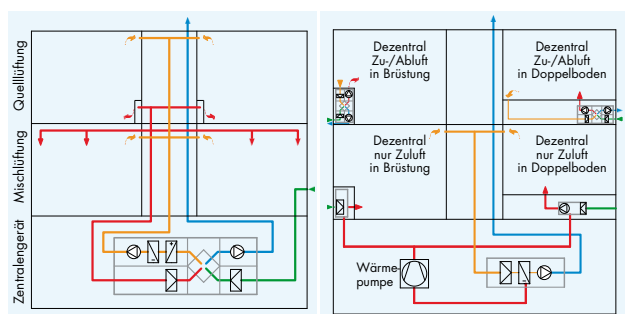 Quelllüftung
Mischlüftung
Zentralengerät
Dezentral
Zu-/Abluft
in Brüstung
Dezentral
Zu-/Abluft
in Doppelboden
Dezentral
nur Zuluft
in Brüstung
Dezentral
nur Zuluft
in Doppelboden
Wärme-
pumpe